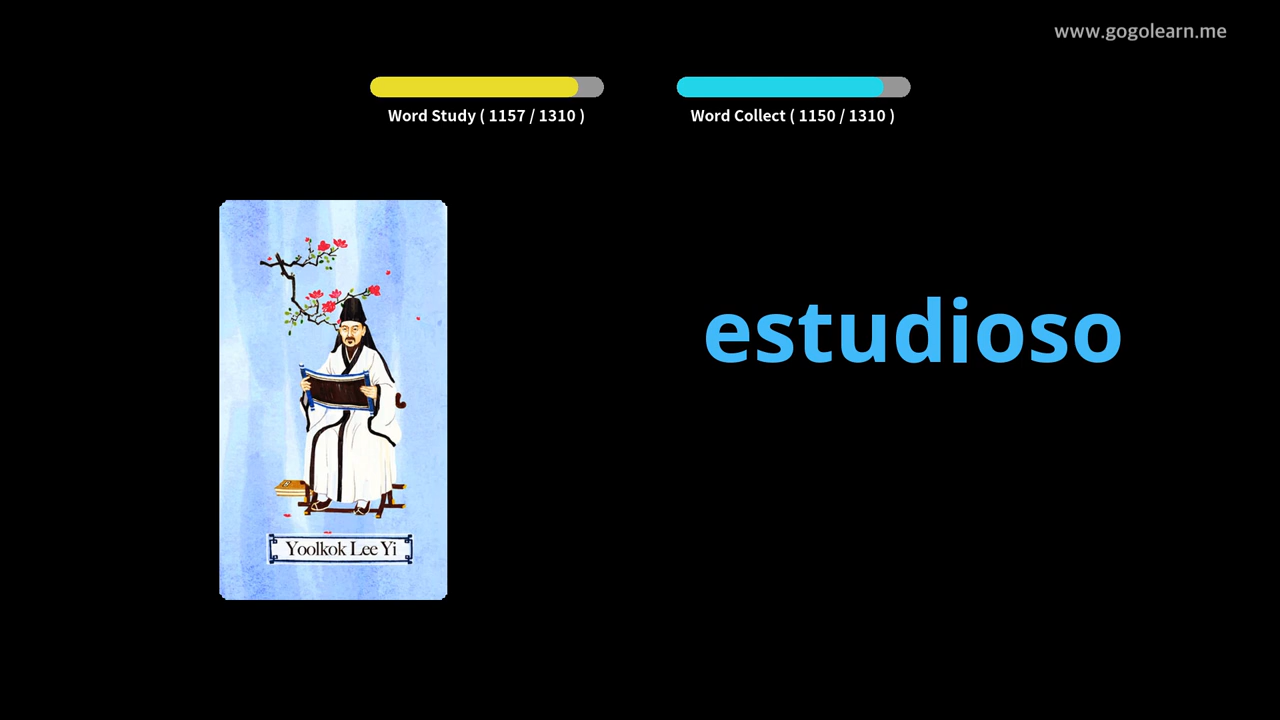 www.gogolearn.me
Word Study ( 1157 / 1310 )
Word Collect ( 1150 / 1310 )
estudioso
Yoolkok Lee Yi